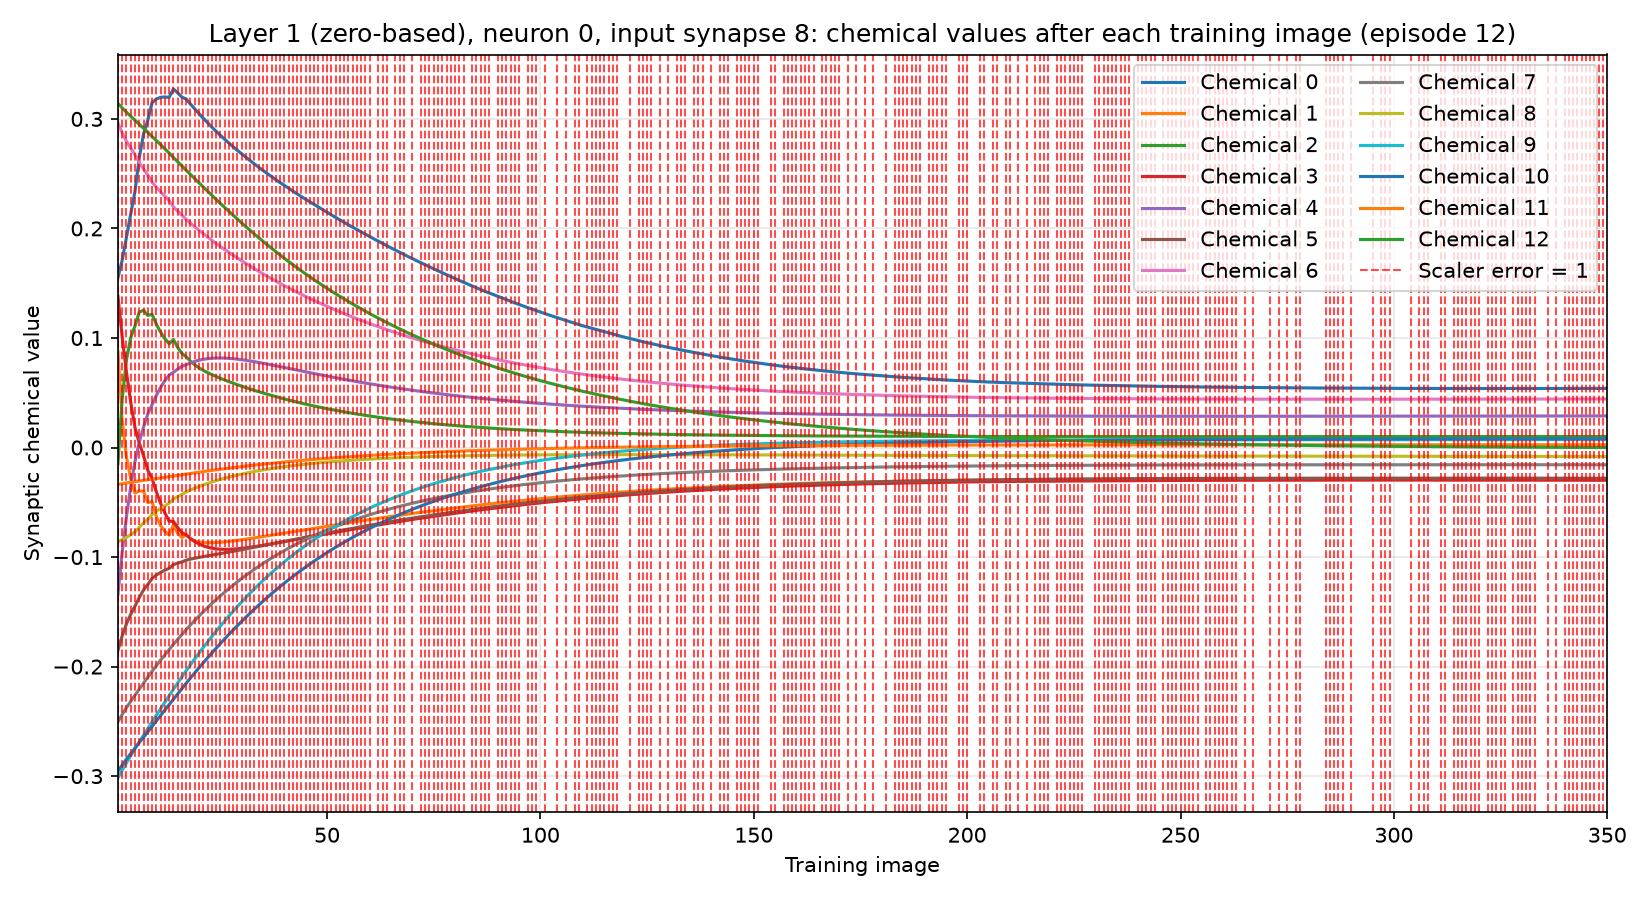 Layer 1 (zero-based), neuron 0, input synapse 8: chemical values after each training image (episode 12)
Chemical 0
Chemical 1
Chemical 2
Chemical 3
Chemical 4
Chemical 5
Chemical 6
Chemical 7
Chemical 8
Chemical 9
Chemical 10
Chemical 11
Chemical 12
Scaler error = 1
Synaptic chemical value
0.3
0.2
0.1
0.0
−0.1
−0.2
−0.3
50
100
150
200
250
300
350
Training image